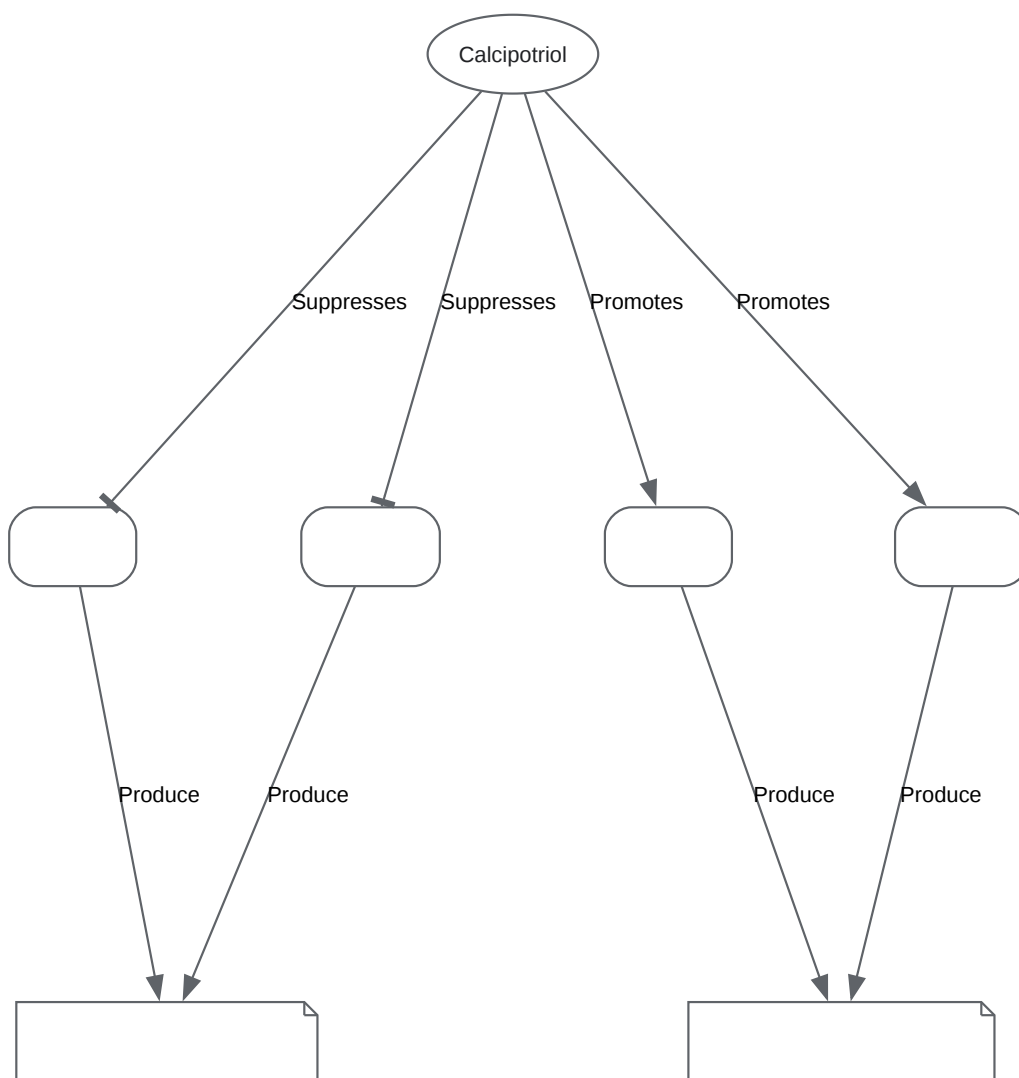 Calcipotriol
Suppresses
Suppresses
Promotes
Promotes
Produce
Produce
Produce
Produce